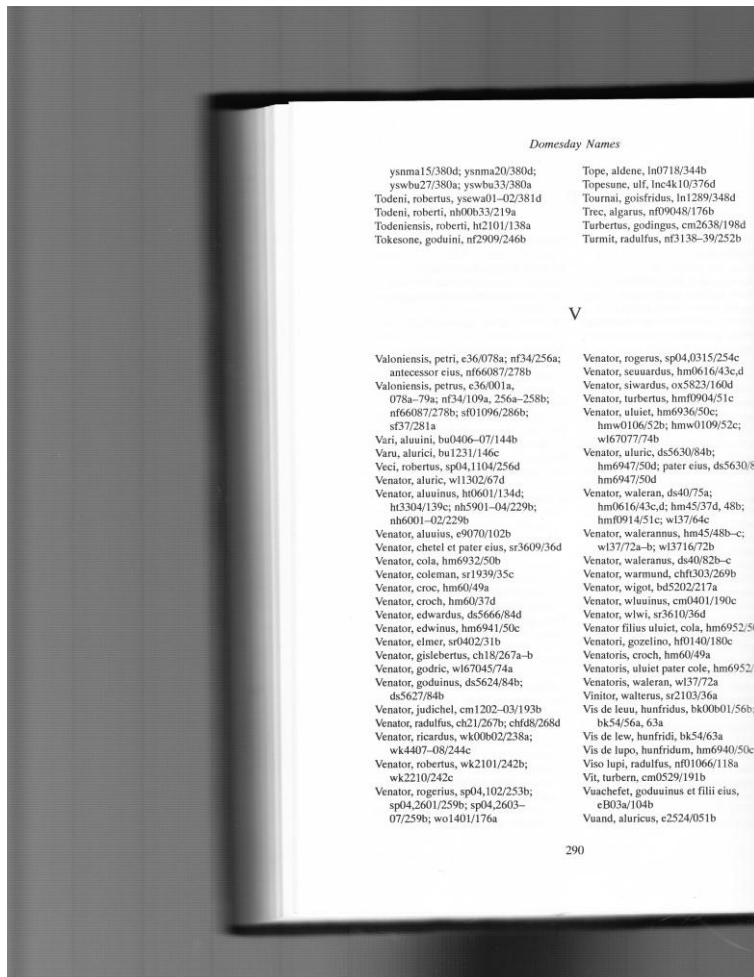 Domesday Names
ysnma15/380d; ysnma20/380d;
yswbu27/380a; yswbu33/380a
Todeni, robertus, ysewa01–02/381d
Todeni, roberti, nh00b33/219a
Todeniensis, roberti, ht2101/138a
Tokesone, goduini, nf2909/246b
Tope, aldene, ln0718/344b
Topesune, ulf, lnc4k10/376d
Tournai, goisfridus, ln1289/348d
Trec, algarus, nf09048/176b
Turbertus, godingus, cm2638/198d
Turmit, radulfus, nf3138–39/252b
V
Valoniensis, petri, e36/078a; nf34/256a;
antecessor eius, nf66087/278b
Valoniensis, petrus, e36/001a,
078a–79a; nf34/109a, 256a–258b;
nf66087/278b; sf01096/286b;
sf37/281a
Vari, aluuini, bu0406–07/144b
Varu, alurici, bu1231/146c
Veci, robertus, sp04,1104/256d
Venator, aluric, wl1302/67d
Venator, aluuinus, ht0601/134d;
ht3304/139c; nh5901–04/229b;
nh6001–02/229b
Venator, aluuius, e9070/102b
Venator, chetel et pater eius, sr3609/36d
Venator, cola, hm6932/50b
Venator, coleman, sr1939/35c
Venator, croc, hm60/49a
Venator, croch, hm60/37d
Venator, edwardus, ds5666/84d
Venator, edwinus, hm6941/50c
Venator, elmer, sr0402/31b
Venator, gislebertus, ch18/267a–b
Venator, godric, wl67045/74a
Venator, goduinus, ds5624/84b;
ds5627/84b
Venator, judichel, cm1202–03/193b
Venator, radulfus, ch21/267b; chfd8/268d
Venator, ricardus, wk00b02/238a;
wk4407–08/244c
Venator, robertus, wk2101/242b;
wk2210/242c
Venator, rogerius, sp04,102/253b;
sp04,2601/259b; sp04,2603–
07/259b; wo1401/176a
Venator, rogerus, sp04,0315/254c
Venator, seuuardus, hm0616/43c,d
Venator, siwardus, ox5823/160d
Venator, turbertus, hmf0904/51c
Venator, uluiet, hm6936/50c;
hmw0106/52b; hmw0109/52c;
wl67077/74b
Venator, uluric, ds5630/84b;
hm6947/50d; pater eius, ds5630/8
hm6947/50d
Venator, waleran, ds40/75a;
hm0616/43c,d; hm45/37d, 48b;
hmf0914/51c; wl37/64c
Venator, walerannus, hm45/48b–c;
wl37/72a–b; wl3716/72b
Venator, waleranus, ds40/82b–c
Venator, warmund, chft303/269b
Venator, wigot, bd5202/217a
Venator, wluuinus, cm0401/190c
Venator, wlwi, sr3610/36d
Venator filius uluiet, cola, hm6952/50
Venatori, gozelino, hf0140/180c
Venatoris, croch, hm60/49a
Venatoris, uluiet pater cole, hm6952/
Venatoris, waleran, wl37/72a
Vinitor, walterus, sr2103/36a
Vis de leuu, hunfridus, bk00b01/56b;
bk54/56a, 63a
Vis de lew, hunfridi, bk54/63a
Vis de lupo, hunfridum, hm6940/50c
Viso lupi, radulfus, nf01066/118a
Vit, turbern, cm0529/191b
Vuachefet, goduuinus et filii eius,
eB03a/104b
Vuand, aluricus, e2524/051b
290